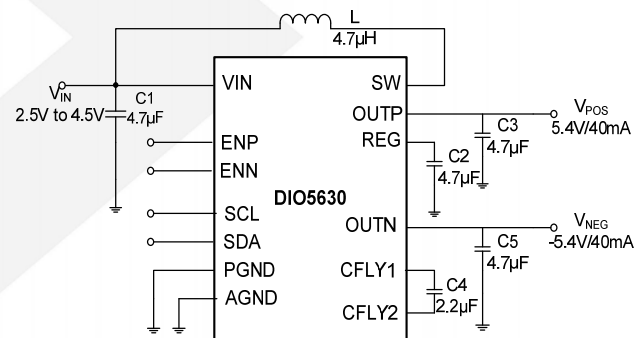 L
4.7μH
VIN
2.5V to 4.5V
C1
4.7μF
VIN
SW
OUTP
REG
ENP
ENN
DIO5630
SCL
SDA
OUTN
PGND
CFLY1
AGND
CFLY2
C3
4.7μF
VPOS
5.4V/40mA
C2
4.7μF
VNEG
-5.4V/40mA
C5
4.7μF
C4
2.2μF